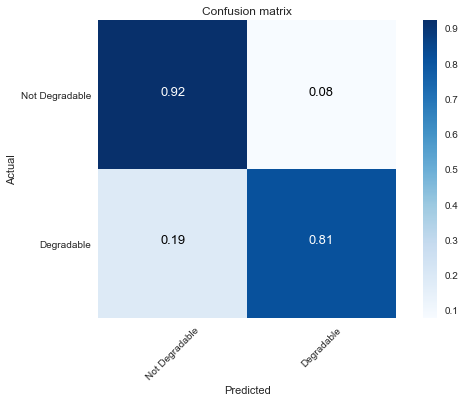 Confusion matrix
Actual
Not Degradable
Degradable
0.92
0.08
0.19
0.81
Not Degradable
Degradable
Predicted
0.9
0.8
0.7
0.6
0.5
0.4
0.3
0.2
0.1